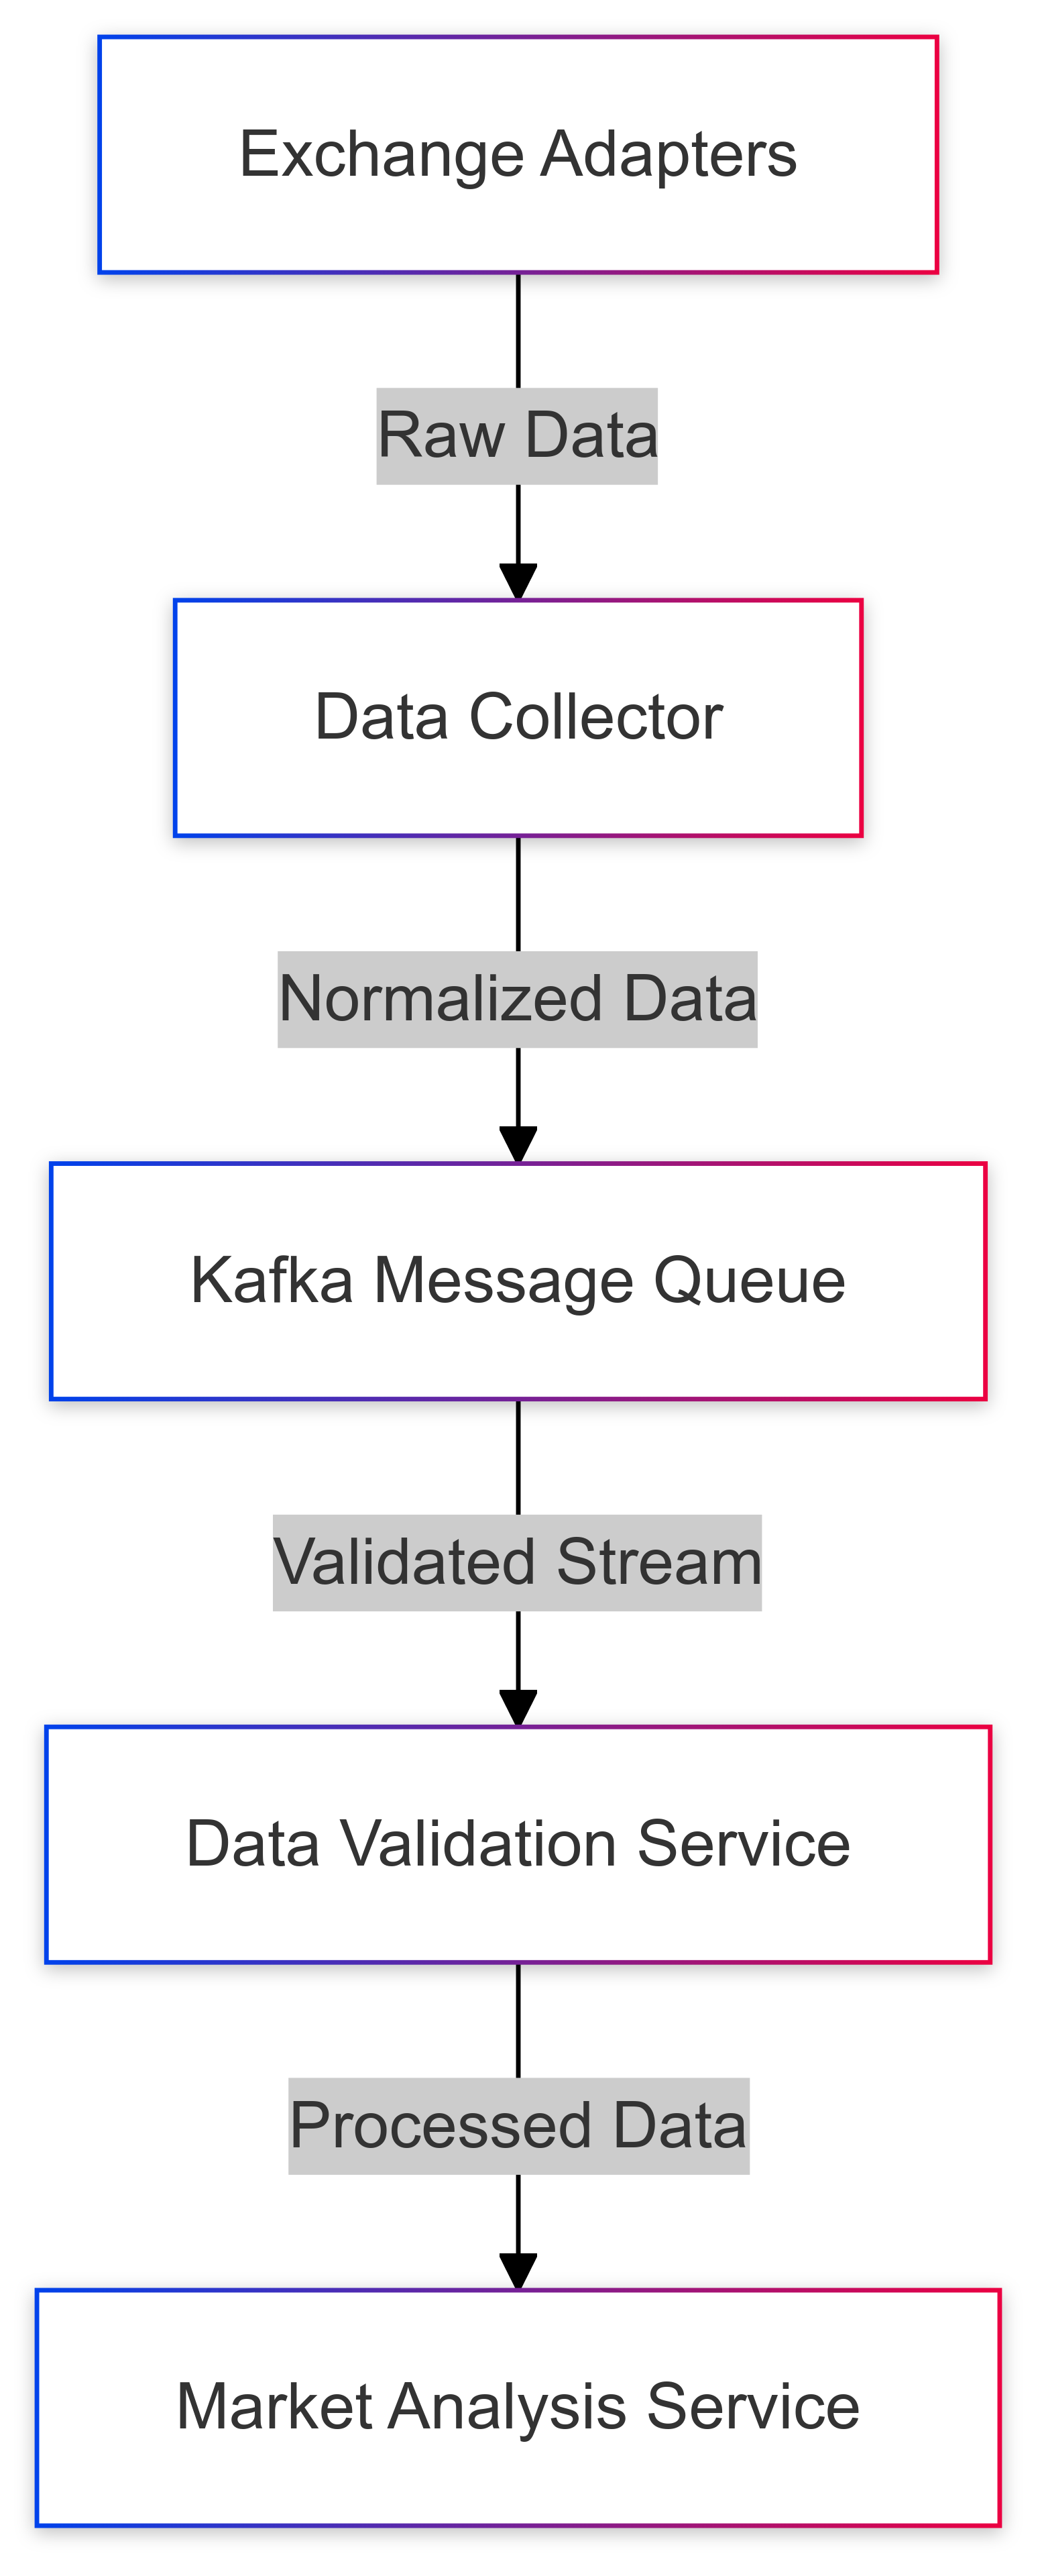 Exchange Adapters
Raw Data
Data Collector
Normalized Data
Kafka Message Queue
Validated Stream
Data Validation Service
Processed Data
Market Analysis Service